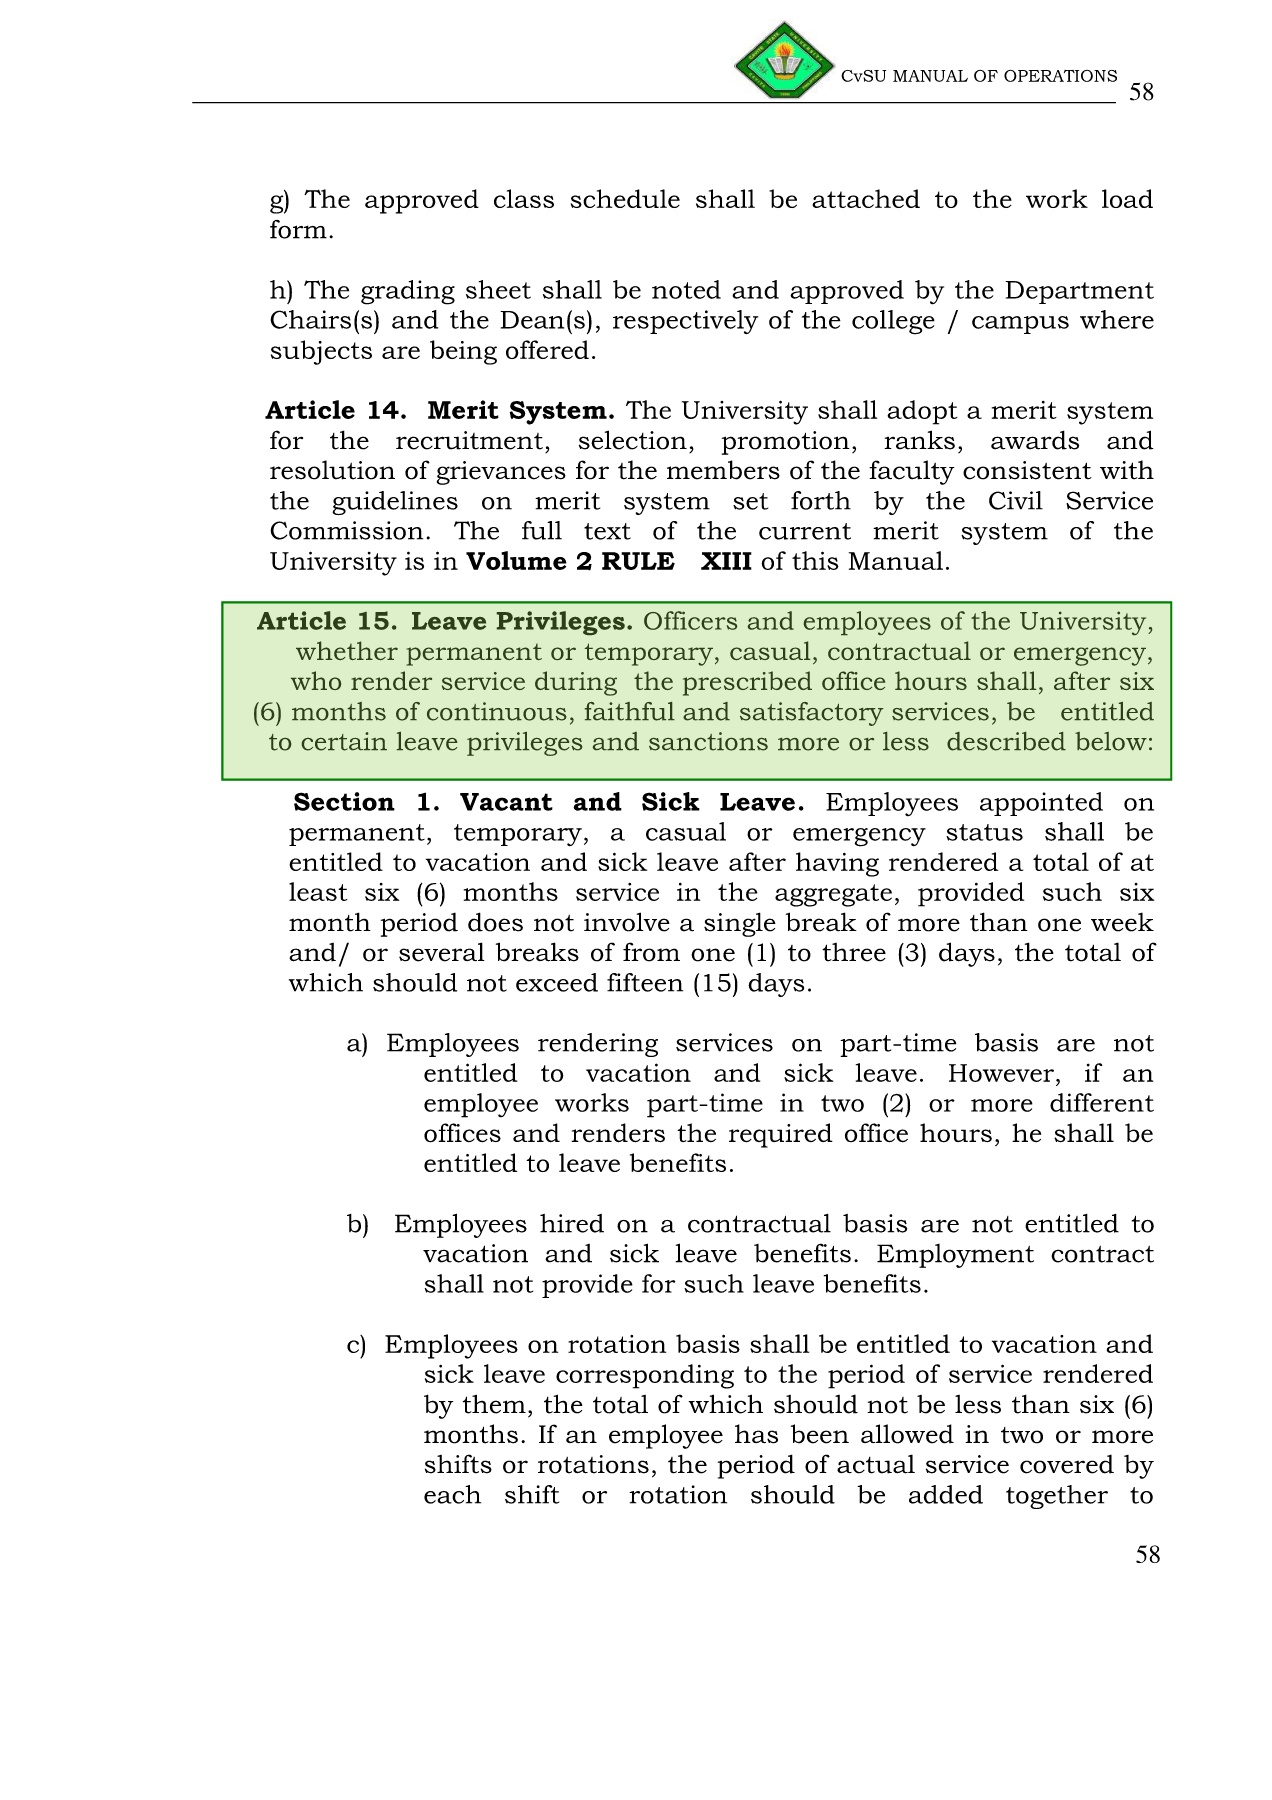 CvSU MANUAL OF OPERATIONS
58
g) The approved class schedule shall be attached to the work load
form.
h) The grading sheet shall be noted and approved by the Department
Chairs(s) and the Dean(s), respectively of the college / campus where
subjects are being offered.
Article 14. Merit System. The University shall adopt a merit system
for the recruitment, selection, promotion, ranks, awards and
resolution of grievances for the members of the faculty consistent with
the guidelines on merit system set forth by the Civil Service
Commission. The full text of the current merit system of the
University is in Volume 2 RULE XIII of this Manual.
Article 15. Leave Privileges. Officers and employees of the University,
whether permanent or temporary, casual, contractual or emergency,
who render service during the prescribed office hours shall, after six
(6) months of continuous, faithful and satisfactory services, be entitled
to certain leave privileges and sanctions more or less described below:
Section 1. Vacant and Sick Leave. Employees appointed on
permanent, temporary, a casual or emergency status shall be
entitled to vacation and sick leave after having rendered a total of at
least six (6) months service in the aggregate, provided such six
month period does not involve a single break of more than one week
and/ or several breaks of from one (1) to three (3) days, the total of
which should not exceed fifteen (15) days.
a) Employees rendering services on part-time basis are not
entitled to vacation and sick leave. However, if an
employee works part-time in two (2) or more different
offices and renders the required office hours, he shall be
entitled to leave benefits.
b) Employees hired on a contractual basis are not entitled to
vacation and sick leave benefits. Employment contract
shall not provide for such leave benefits.
c) Employees on rotation basis shall be entitled to vacation and
sick leave corresponding to the period of service rendered
by them, the total of which should not be less than six (6)
months. If an employee has been allowed in two or more
shifts or rotations, the period of actual service covered by
each shift or rotation should be added together to
58